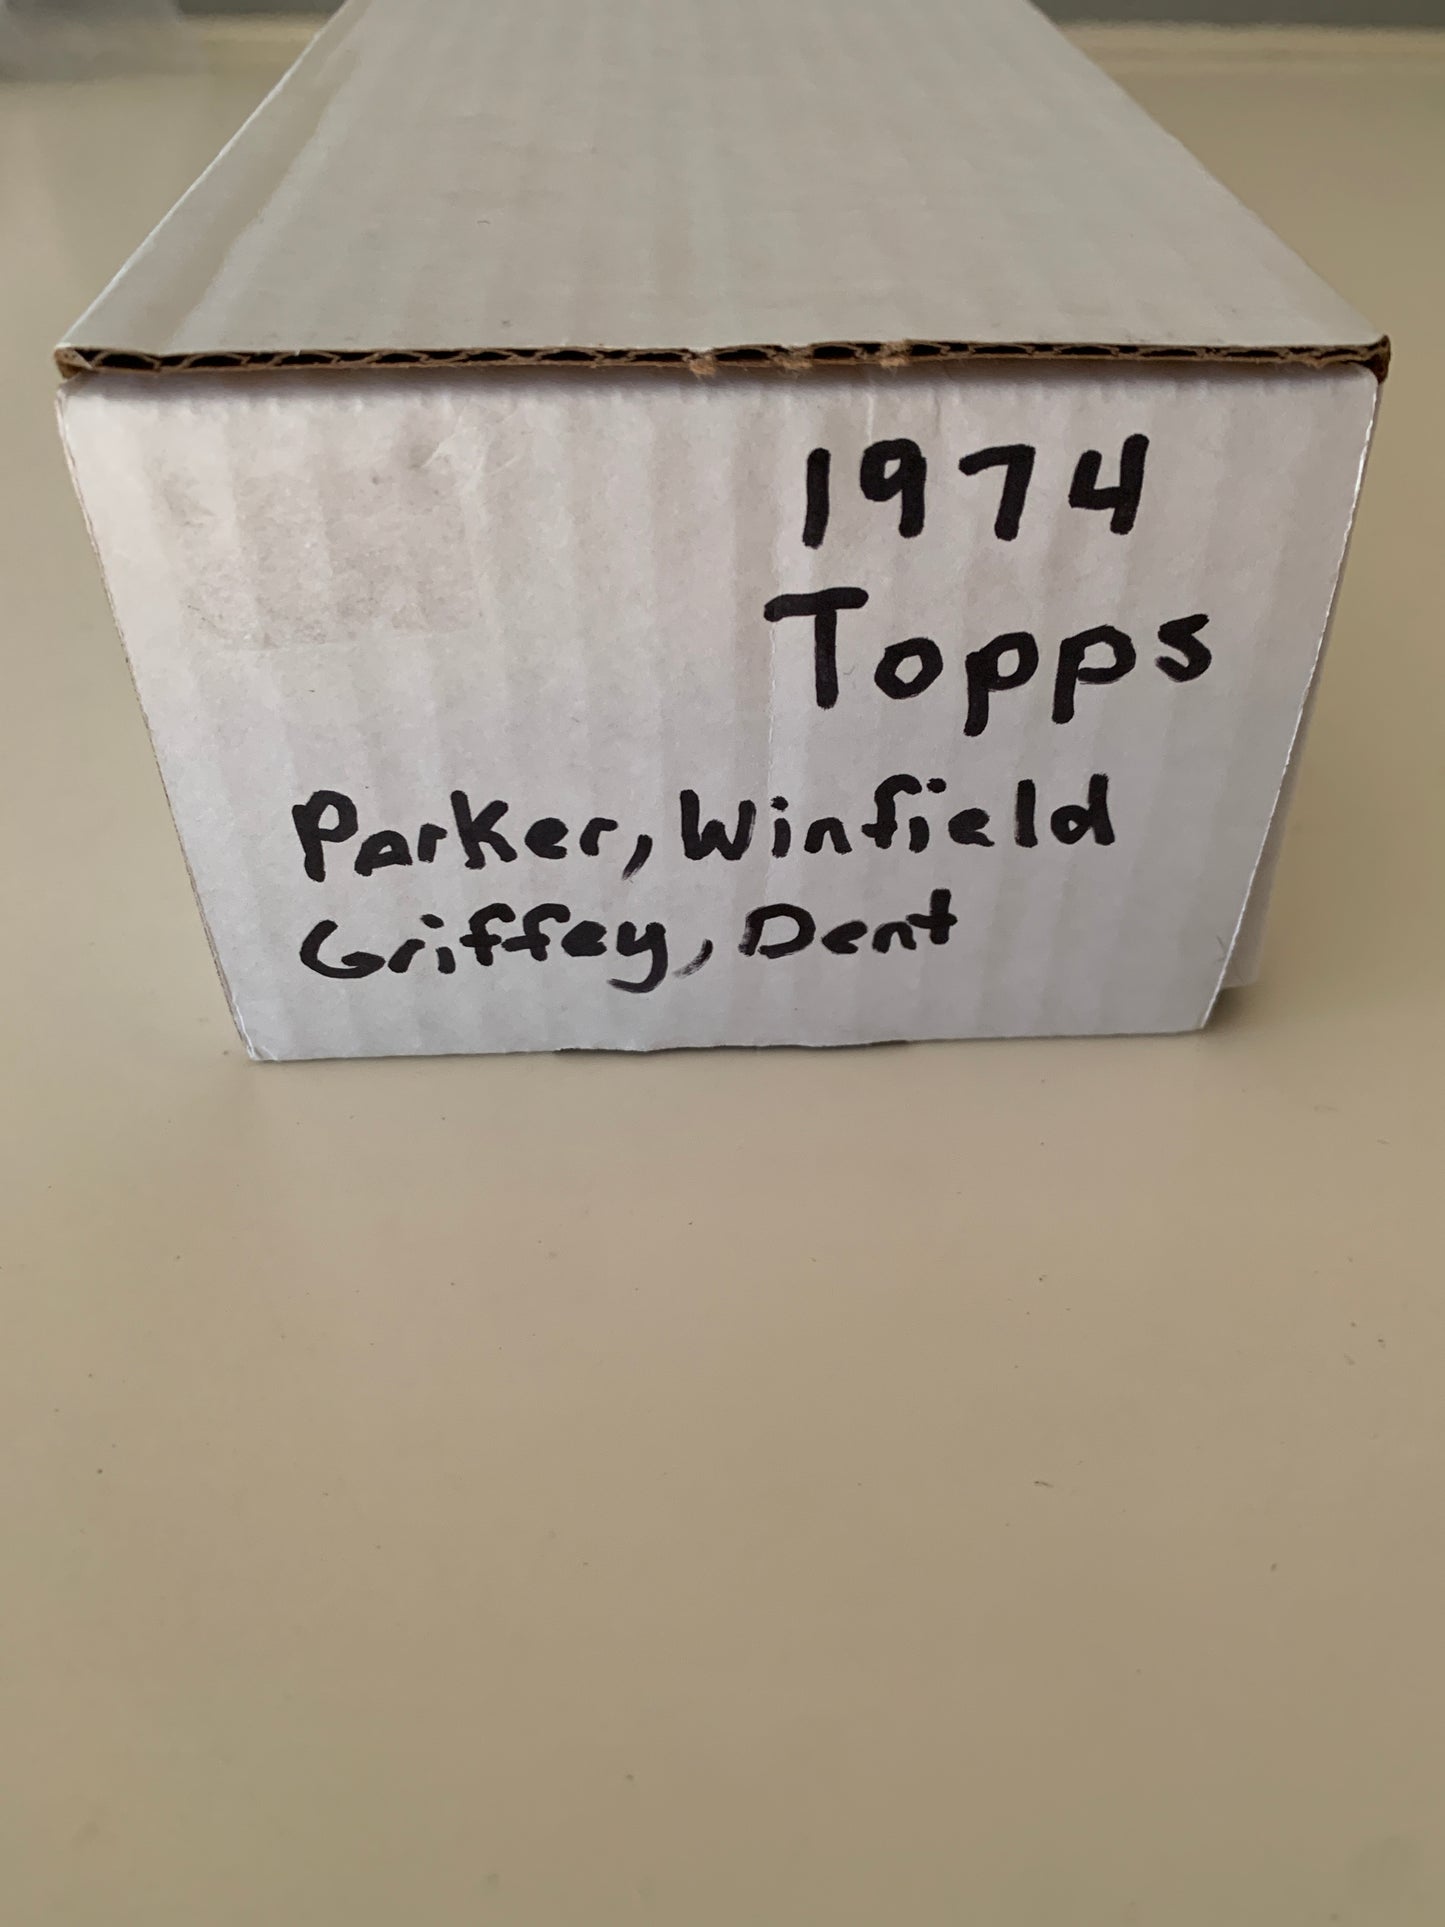 1974
Topps
Parker, Winfield
Griffey, Dent